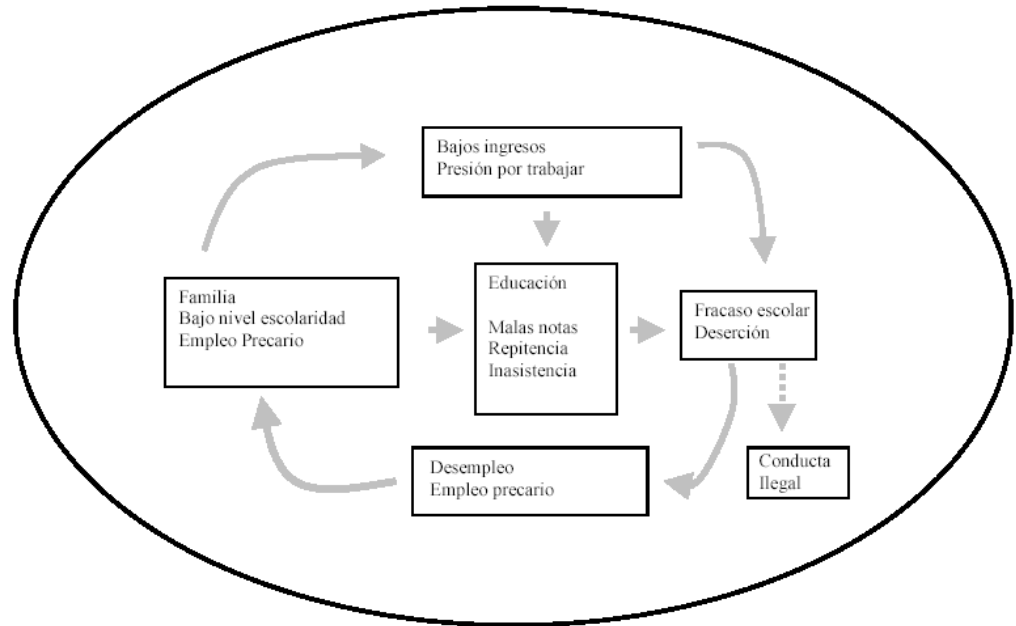 Bajos ingresos
Presión por trabajar
Familia
Bajo nivel escolaridad
Empleo Precario
Educación
Malas notas
Repitencia
Inasistencia
Fracaso escolar
Deserción
Desempleo
Empleo precario
Conducta
Ilegal